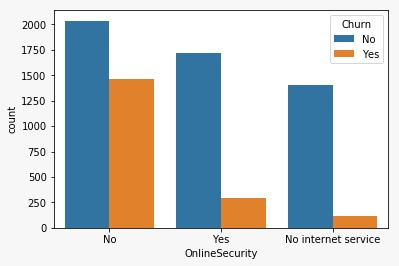 2000
1750
1500
1250
1000
750
500
250
0
count
Churn
No
Yes
No
Yes
No internet service
OnlineSecurity